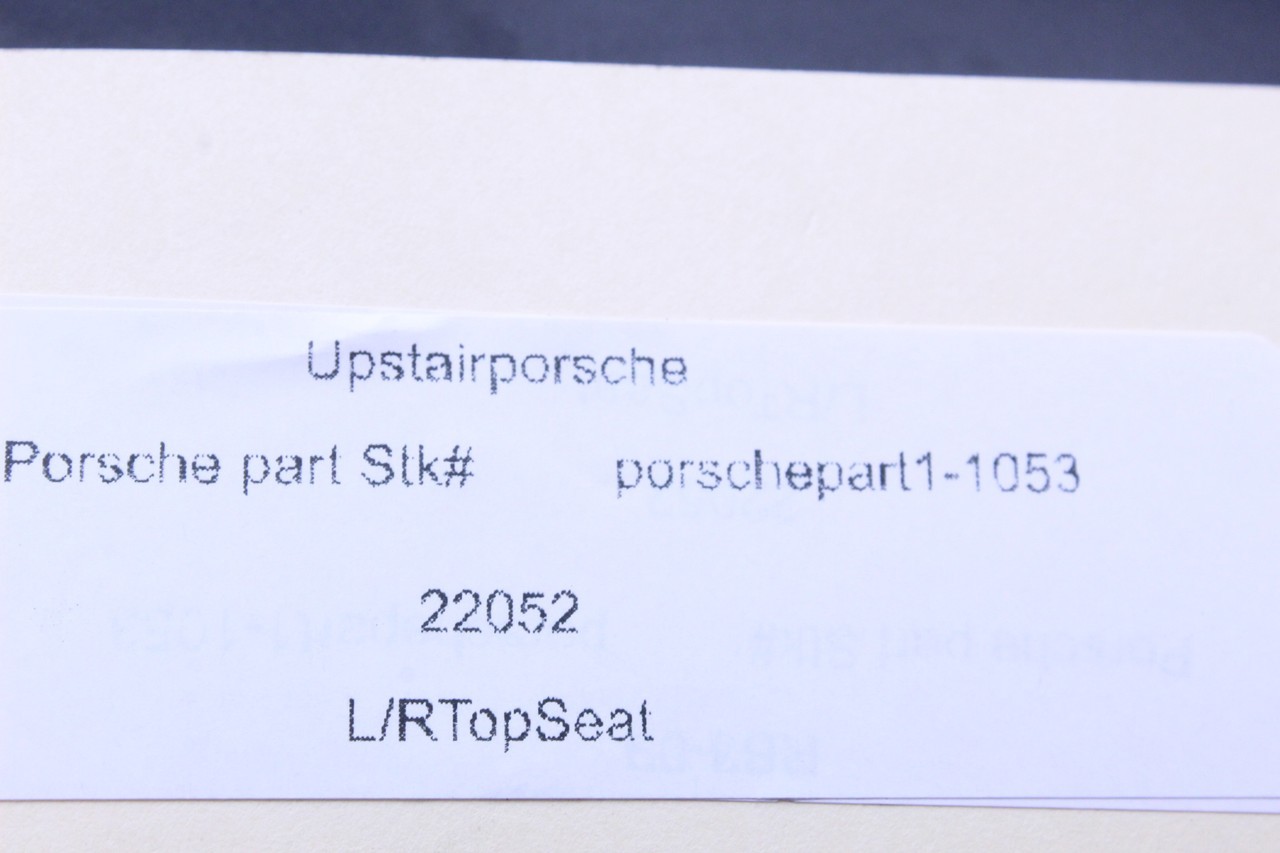 Upstairporsche
Porsche part Stk# porschepart1-1053
22052
L/RTopSeat